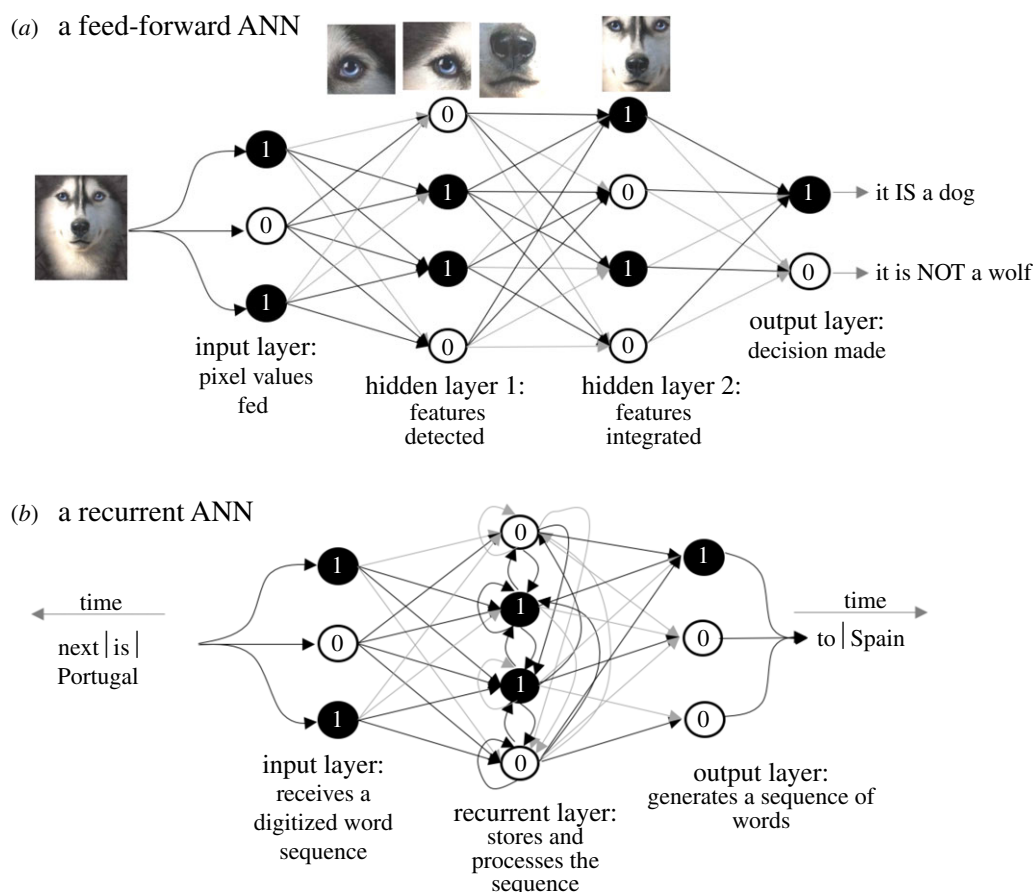 (a) a feed-forward ANN
0
1
1
1
0
0
1
it IS a dog
1
1
0
it is NOT a wolf
0
0
input layer:
pixel values
fed
hidden layer 1:
features
detected
hidden layer 2:
features
integrated
output layer:
decision made
(b) a recurrent ANN
0
1
1
time
next | is |
Portugal
0
1
1
1
0
0
0
time
to | Spain
input layer:
receives a
digitized word
sequence
recurrent layer:
stores and
processes the
sequence
output layer:
generates a sequence of
words